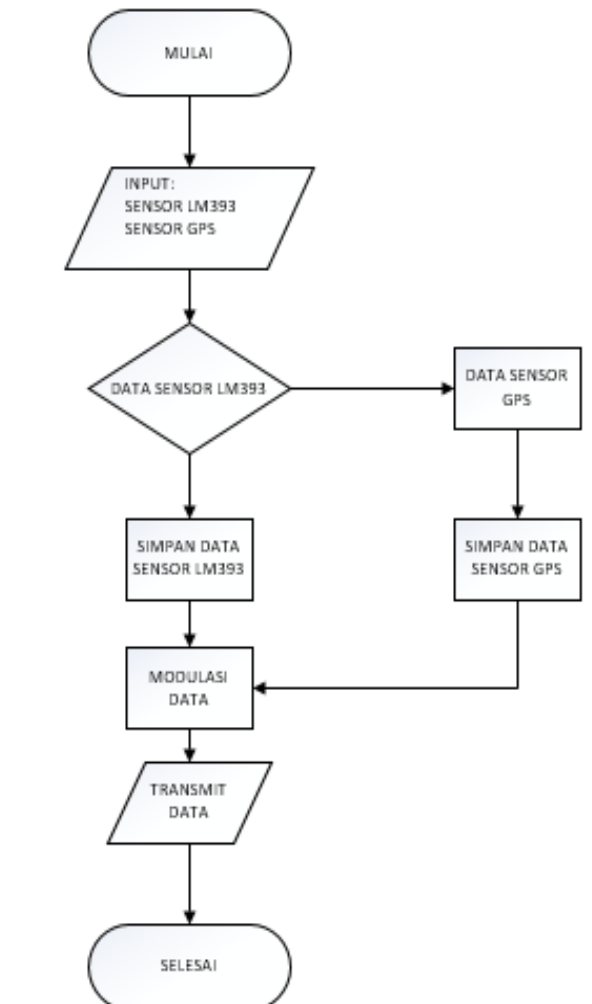 MULAI
INPUT:
SENSOR LM393
SENSOR GPS
DATA SENSOR LM393
DATA SENSOR
GPS
SIMPAN DATA
SENSOR LM393
SIMPAN DATA
SENSOR GPS
MODULASI
DATA
TRANSMIT
DATA
SELESAI